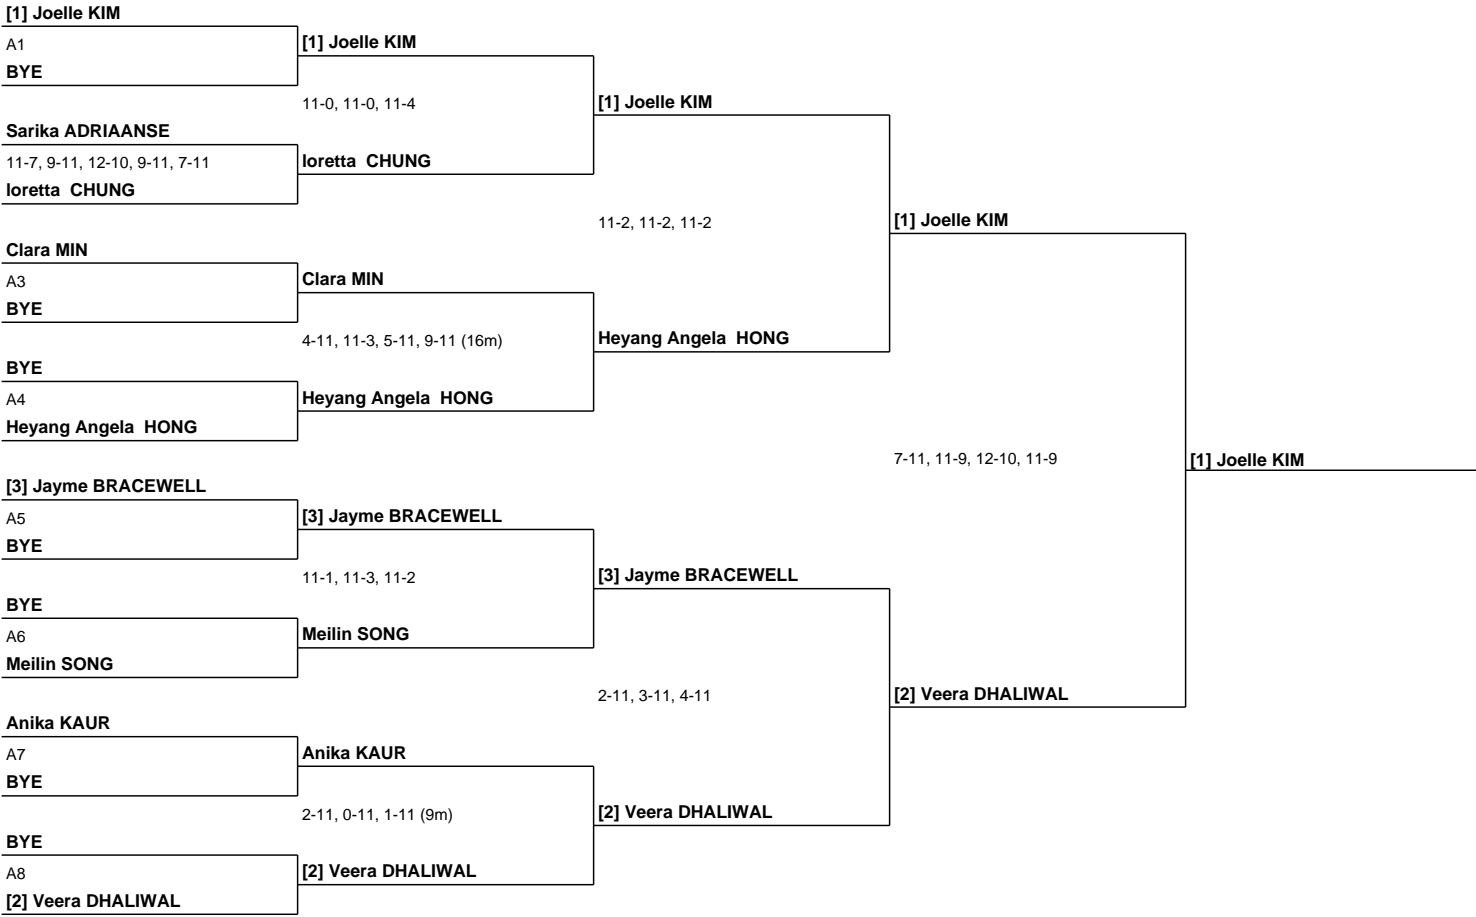 [1] Joelle KIM
A1
BYE
Sarika ADRIAANSE
11-7, 9-11, 12-10, 9-11, 7-11
loretta  CHUNG
Clara MIN
A3
BYE
BYE
A4
Heyang Angela  HONG
[3] Jayme BRACEWELL
A5
BYE
BYE
A6
Meilin SONG
Anika KAUR
A7
BYE
BYE
A8
[2] Veera DHALIWAL
[1] Joelle KIM
11-0, 11-0, 11-4
loretta  CHUNG
Clara MIN
4-11, 11-3, 5-11, 9-11 (16m)
Heyang Angela  HONG
[3] Jayme BRACEWELL
11-1, 11-3, 11-2
Meilin SONG
Anika KAUR
2-11, 0-11, 1-11 (9m)
[2] Veera DHALIWAL
[1] Joelle KIM
11-2, 11-2, 11-2
Heyang Angela  HONG
[3] Jayme BRACEWELL
2-11, 3-11, 4-11
[2] Veera DHALIWAL
[1] Joelle KIM
7-11, 11-9, 12-10, 11-9
[2] Veera DHALIWAL
[1] Joelle KIM